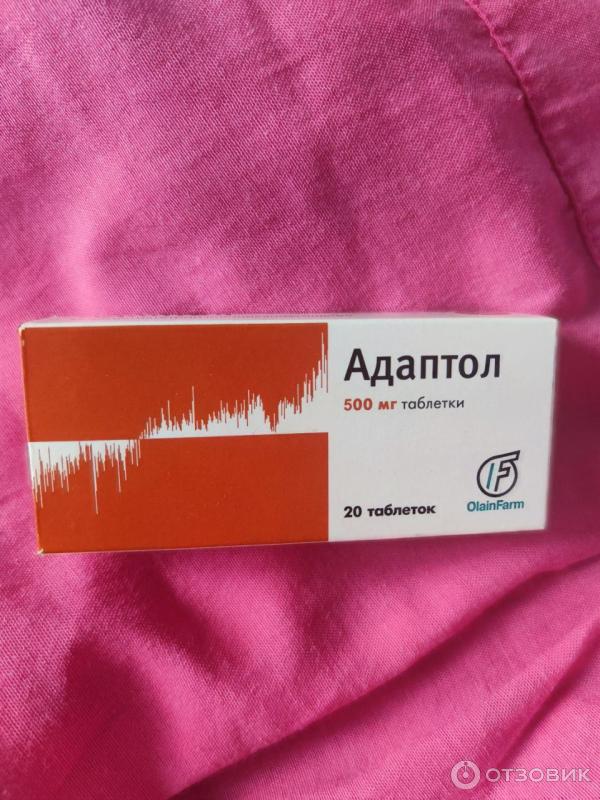 Адаптол
500 мг таблетки
20 таблеток
OlainFarm
ОТЗОВИК